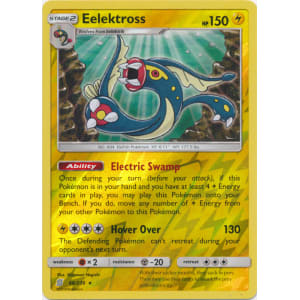 STAGE 2
Eelektross
HP 150
Evolves from Eelektrik
Ability Electric Swamp
Once during your turn (before your attack), if this
Pokémon is in your hand and you have at least 4 Energy
cards in play, you may play this Pokémon onto
your Bench. If you do, move any number of from
your other Pokémon to this Pokémon.
Hover Over 130
The Defending Pokémon can't retreat during your
opponent's next turn.
weakness ×2
resistance -20
retreat